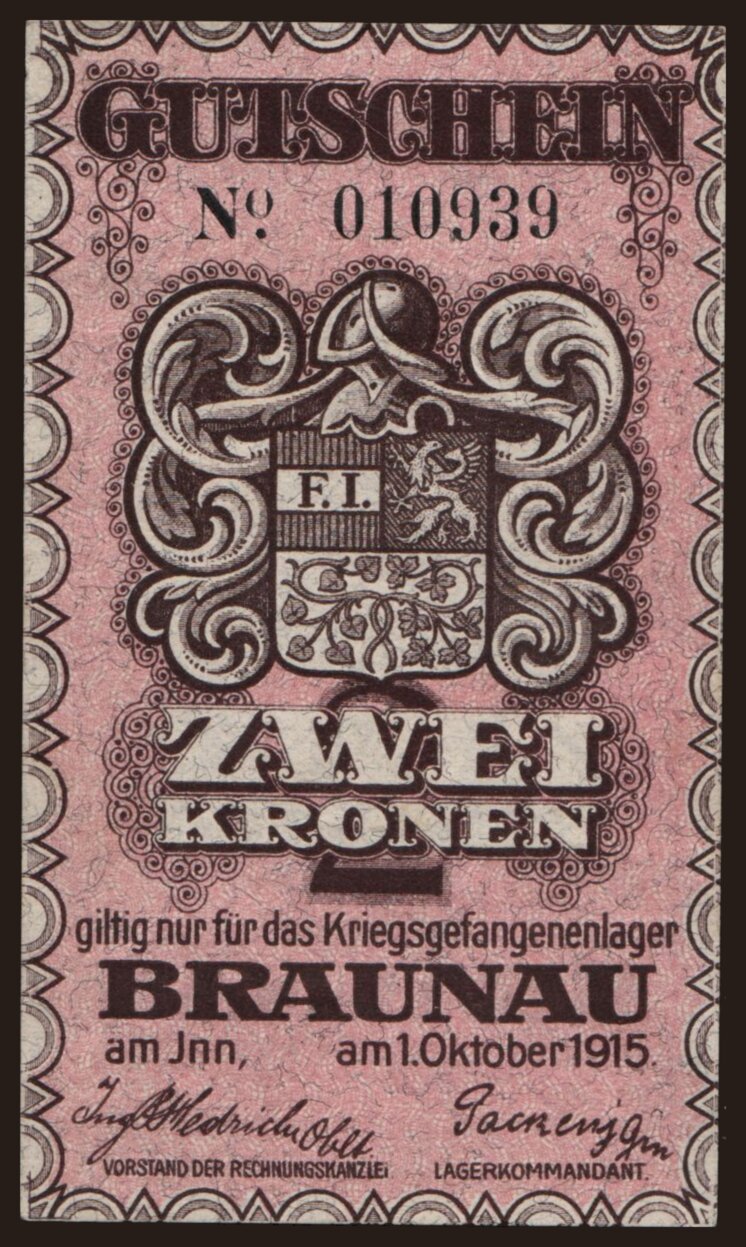 GUTSCHEIN
Nº. 010939
F. I.
2
ZWEI
KRONEN
giltig nur für das Kriegsgefangenenlager
BRAUNAU
am Jnn, am 1. Oktober 1915.
VORSTAND DER RECHNUNGSKANZLEI LAGERKOMMANDANT.